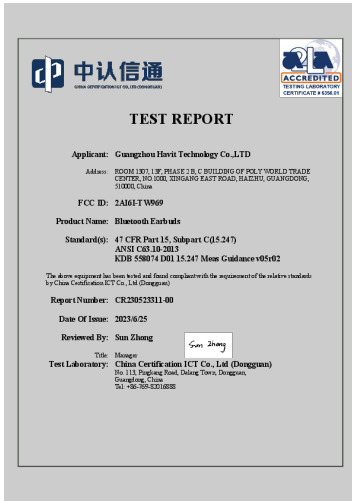 中认信通
CHINA CERTIFICATION ICT CO., LTD (DONGGUAN)
A2LA
ACCREDITED
TESTING LABORATORY
CERTIFICATE # 6356.01
TEST REPORT
Applicant: Guangzhou Havit Technology Co.,LTD
Address: ROOM 1307, 13F, PHASE 2 B, C BUILDING OF POLY WORLD TRADE
CENTER, NO.1000, XINGANG EAST ROAD, HAIZHU, GUANGDONG,
510000, China
FCC ID: 2AI6I-TW969
Product Name: Bluetooth Earbuds
Standard(s): 47 CFR Part 15, Subpart C(15.247)
ANSI C63.10-2013
KDB 558074 D01 15.247 Meas Guidance v05r02
The above equipment has been tested and found compliant with the requirement of the relative standards
by China Certification ICT Co., Ltd (Dongguan)
Report Number: CR230523311-00
Date Of Issue: 2023/6/25
Reviewed By: Sun Zhong
Sun Zhong
Title: Manager
Test Laboratory: China Certification ICT Co., Ltd (Dongguan)
No. 113, Pingkang Road, Dalang Town, Dongguan,
Guangdong, China
Tel: +86-769-82016888